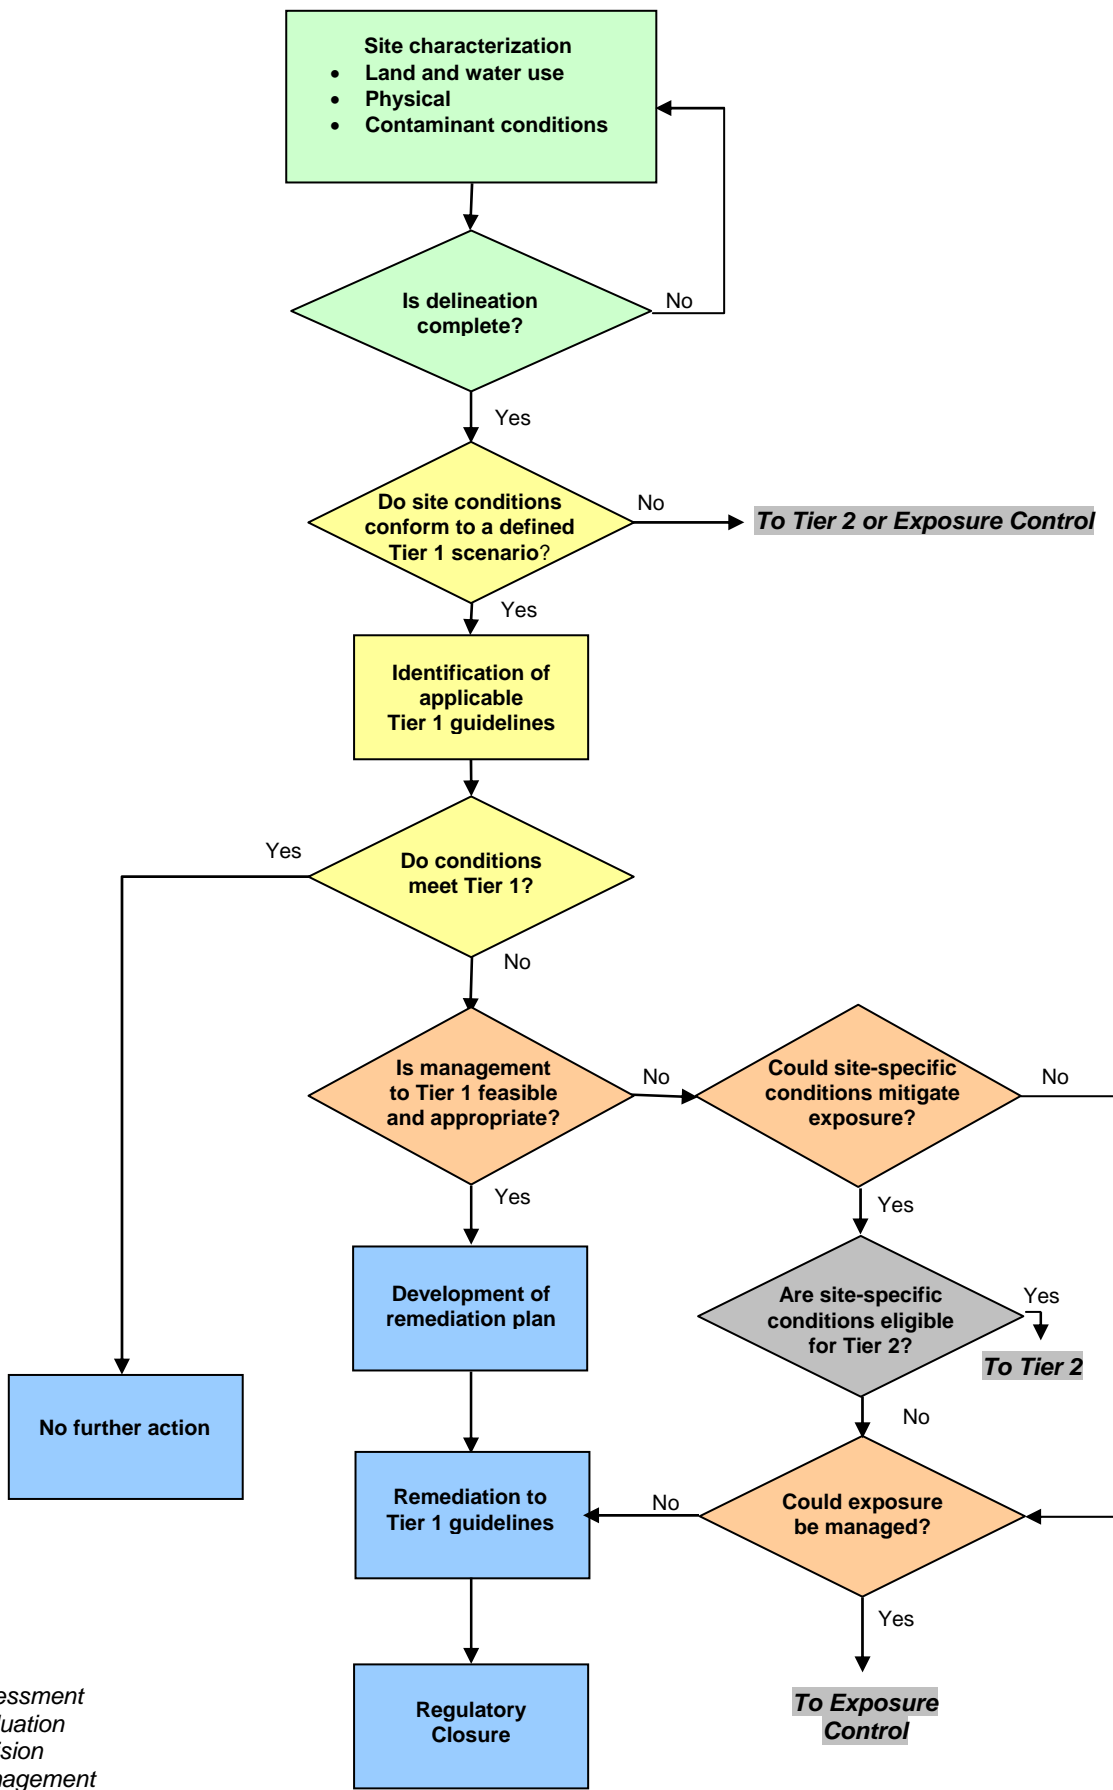 Site characterization
• Land and water use
• Physical
• Contaminant conditions
Is delineation
complete?
No
Yes
Do site conditions
conform to a defined
Tier 1 scenario?
No
To Tier 2 or Exposure Control
Yes
Identification of
applicable
Tier 1 guidelines
Yes
Do conditions
meet Tier 1?
No
Is management
to Tier 1 feasible
and appropriate?
No
Could site-specific
conditions mitigate
exposure?
No
Yes
Yes
Development of
remediation plan
Are site-specific
conditions eligible
for Tier 2?
Yes
To Tier 2
No further action
No
Remediation to
Tier 1 guidelines
No
Could exposure
be managed?
Yes
Regulatory
Closure
To Exposure
Control
essment
luation
ision
nagement